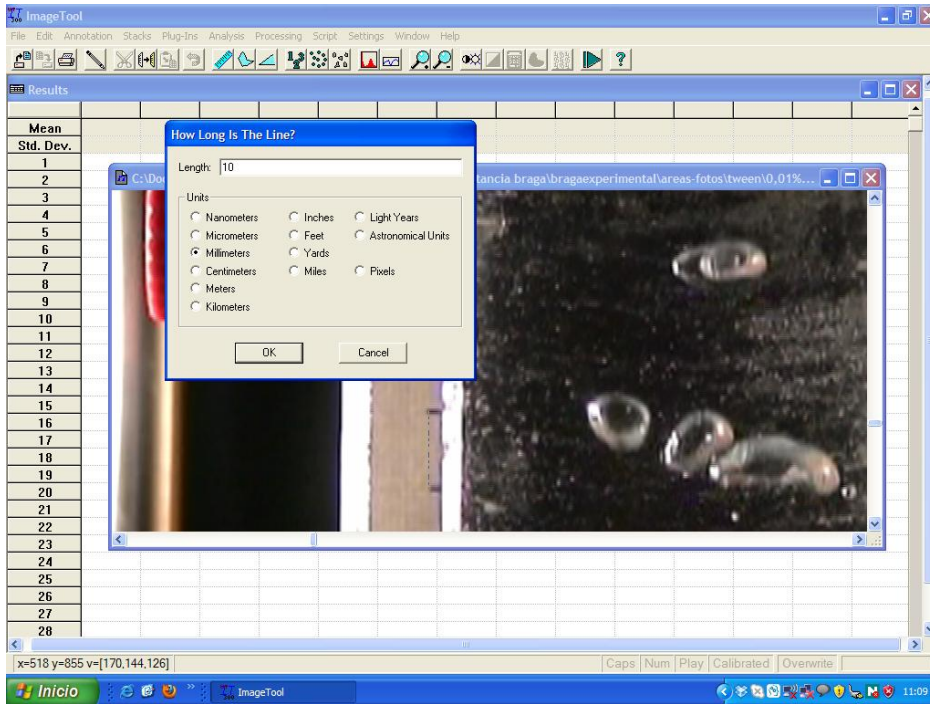 ImageTool
File Edit Annotation Stacks Plug-Ins Analysis Processing Script Settings Window Help
Results
Mean
Std. Dev.
1
2
3
4
5
6
7
8
9
10
11
12
13
14
15
16
17
18
19
20
21
22
23
24
25
26
27
28
C:\Doc
tancia braga\bragaexperimental\areas-fotos\tween\0,01%...
How Long Is The Line?
Length: 10
Units
Nanometers Inches Light Years
Micrometers Feet Astronomical Units
Millimeters Yards
Centimeters Miles Pixels
Meters
Kilometers
OK Cancel
x=518 y=855 v=[170,144,126] Caps Num Play Calibrated Overwrite
Inicio ImageTool 11:09